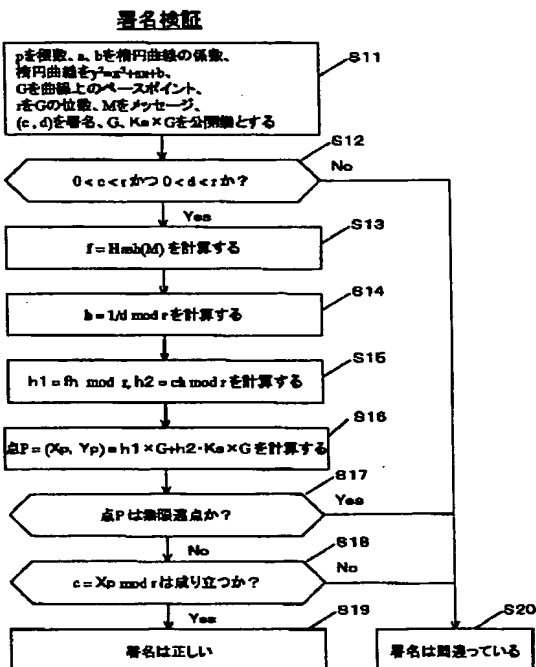 署名検証
pを標数、a、bを楕円曲線の係数、
楕円曲線をy²=x³+ax+b、
Gを曲線上のベースポイント、
rをGの位数、Mをメッセージ、
(c,d)を署名、G、Ks×Gを公開鍵とする
S11
S12
0<c<rかつ0<d<rか?
No
Yes
S13
f=Hash(M)を計算する
S14
h=1/d mod rを計算する
S15
h1=fh mod r, h2=ch mod rを計算する
S16
点P=(Xp, Yp)=h1×G+h2・Ks×Gを計算する
S17
点Pは無限遠点か?
Yes
No
S18
c=Xp mod rは成り立つか?
No
Yes
S19
署名は正しい
S20
署名は間違っている